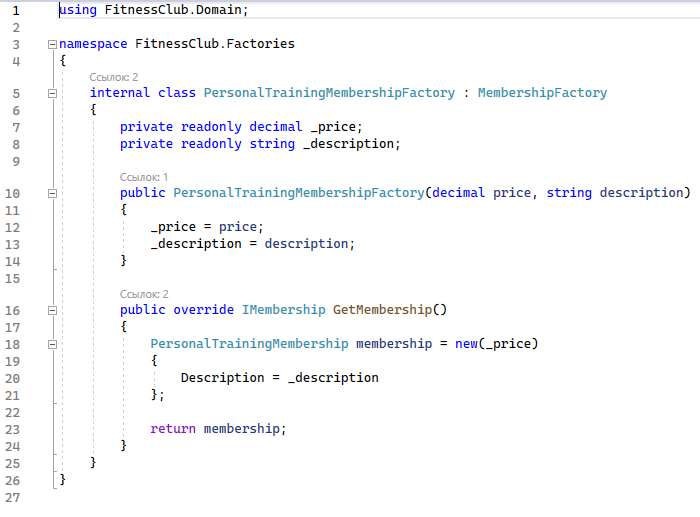 1 using FitnessClub.Domain;
2
3 namespace FitnessClub.Factories
4 {
Ссылок: 2
5 internal class PersonalTrainingMembershipFactory : MembershipFactory
6 {
7 private readonly decimal _price;
8 private readonly string _description;
9
Ссылок: 1
10 public PersonalTrainingMembershipFactory(decimal price, string description)
11 {
12 _price = price;
13 _description = description;
14 }
15
Ссылок: 2
16 public override IMembership GetMembership()
17 {
18 PersonalTrainingMembership membership = new(_price)
19 {
20 Description = _description
21 };
22
23 return membership;
24 }
25 }
26 }
27